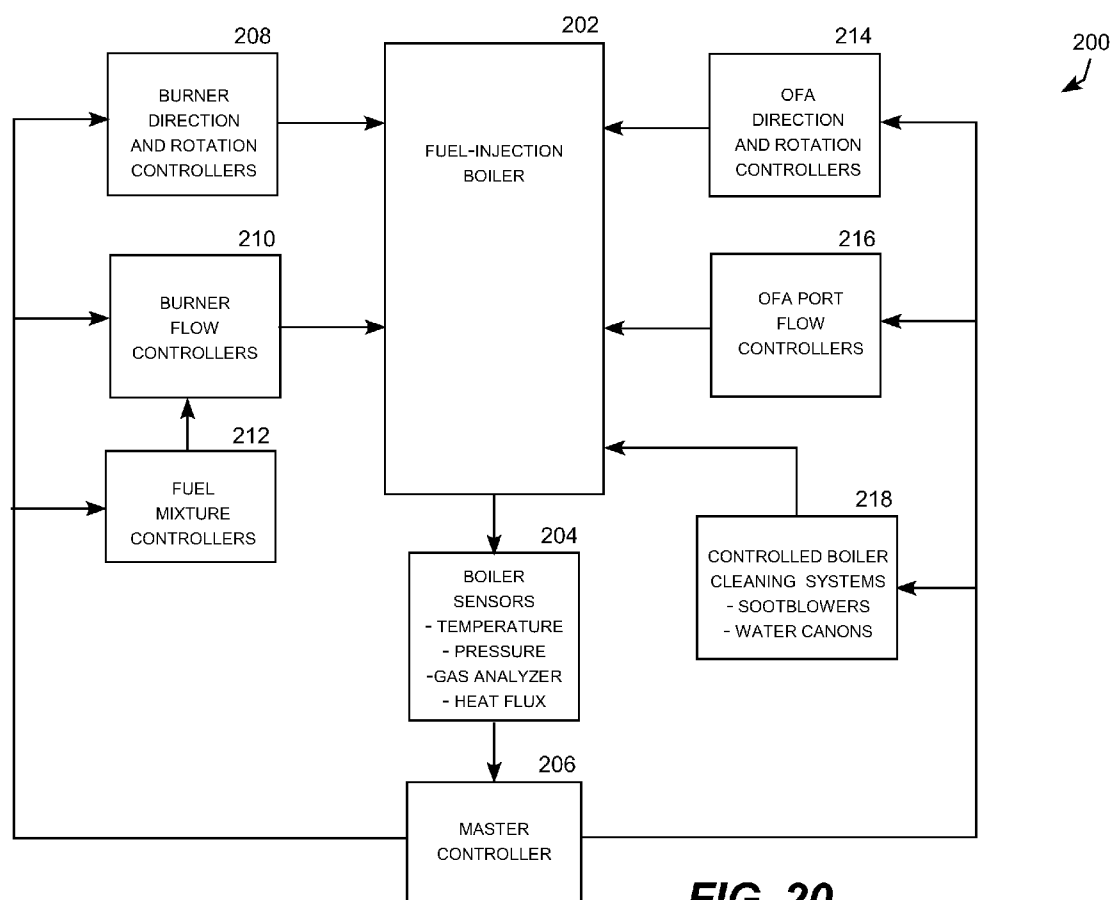 208
BURNER
DIRECTION
AND ROTATION
CONTROLLERS
202
FUEL-INJECTION
BOILER
214
OFA
DIRECTION
AND ROTATION
CONTROLLERS
200
210
BURNER
FLOW
CONTROLLERS
216
OFA PORT
FLOW
CONTROLLERS
212
FUEL
MIXTURE
CONTROLLERS
204
BOILER
SENSORS
- TEMPERATURE
- PRESSURE
-GAS ANALYZER
- HEAT FLUX
218
CONTROLLED BOILER
CLEANING SYSTEMS
- SOOTBLOWERS
- WATER CANONS
206
MASTER
CONTROLLER
FIG. 20